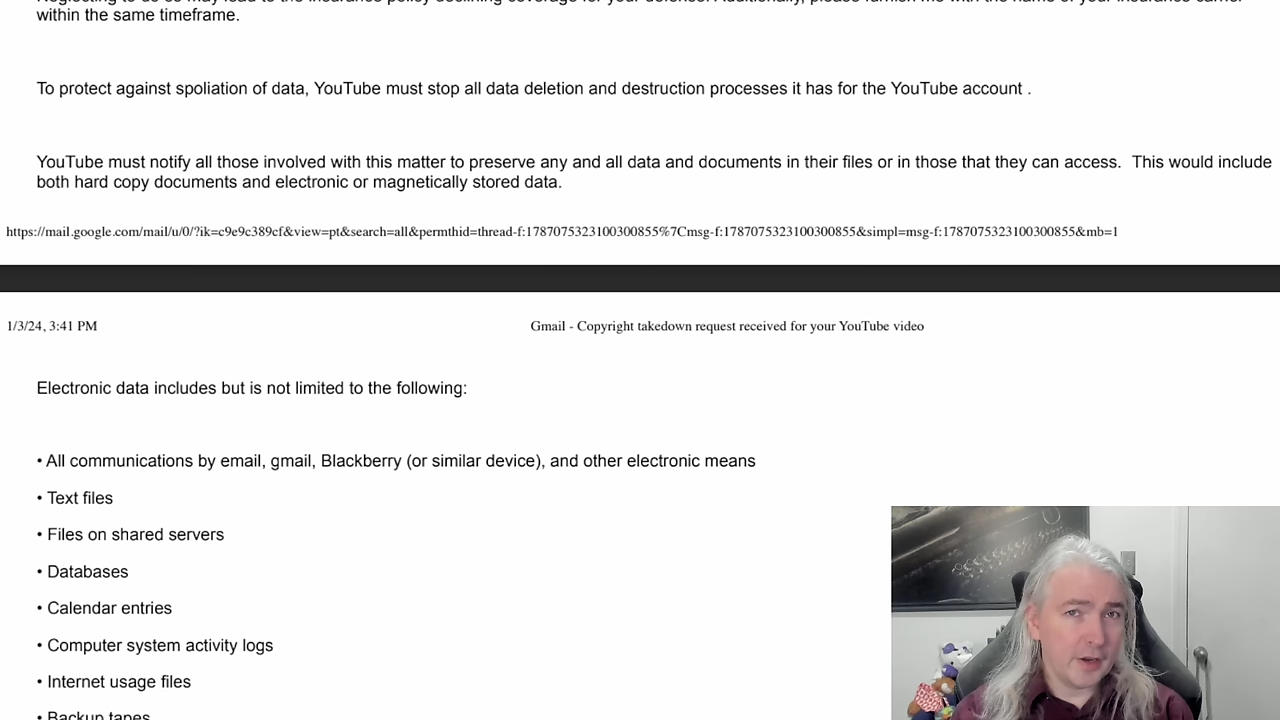 within the same timeframe.
To protect against spoliation of data, YouTube must stop all data deletion and destruction processes it has for the YouTube account .
YouTube must notify all those involved with this matter to preserve any and all data and documents in their files or in those that they can access.  This would include
both hard copy documents and electronic or magnetically stored data.
https://mail.google.com/mail/u/0/?ik=c9e9c389cf&view=pt&search=all&permthid=thread-f:1787075323100300855%7Cmsg-f:1787075323100300855&simpl=msg-f:1787075323100300855&mb=1
1/3/24, 3:41 PM
Gmail - Copyright takedown request received for your YouTube video
Electronic data includes but is not limited to the following:
• All communications by email, gmail, Blackberry (or similar device), and other electronic means
• Text files
• Files on shared servers
• Databases
• Calendar entries
• Computer system activity logs
• Internet usage files
• Backup tapes